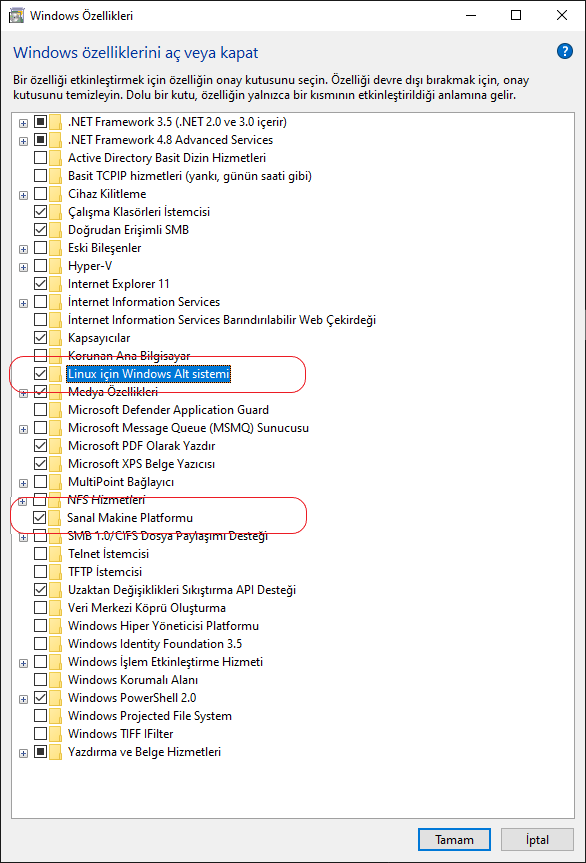 Windows Özellikleri
Windows özelliklerini aç veya kapat
?
Bir özelliği etkinleştirmek için özelliğin onay kutusunu seçin. Özelliği devre dışı bırakmak için, onay
kutusunu temizleyin. Dolu bir kutu, özelliğin yalnızca bir kısmının etkinleştirildiği anlamına gelir.
.NET Framework 3.5 (.NET 2.0 ve 3.0 içerir)
.NET Framework 4.8 Advanced Services
Active Directory Basit Dizin Hizmetleri
Basit TCPIP hizmetleri (yankı, günün saati gibi)
Cihaz Kilitleme
Çalışma Klasörleri İstemcisi
Doğrudan Erişimli SMB
Eski Bileşenler
Hyper-V
Internet Explorer 11
İnternet Information Services
İnternet Information Services Barındırılabilir Web Çekirdeği
Kapsayıcılar
Korunan Ana Bilgisayar
Linux için Windows Alt sistemi
Medya Özellikleri
Microsoft Defender Application Guard
Microsoft Message Queue (MSMQ) Sunucusu
Microsoft PDF Olarak Yazdır
Microsoft XPS Belge Yazıcısı
MultiPoint Bağlayıcı
NFS Hizmetleri
Sanal Makine Platformu
SMB 1.0/CIFS Dosya Paylaşımı Desteği
Telnet İstemcisi
TFTP İstemcisi
Uzaktan Değişiklikleri Sıkıştırma API Desteği
Veri Merkezi Köprü Oluşturma
Windows Hiper Yöneticisi Platformu
Windows Identity Foundation 3.5
Windows İşlem Etkinleştirme Hizmeti
Windows Korumalı Alanı
Windows PowerShell 2.0
Windows Projected File System
Windows TIFF IFilter
Yazdırma ve Belge Hizmetleri
Tamam
İptal